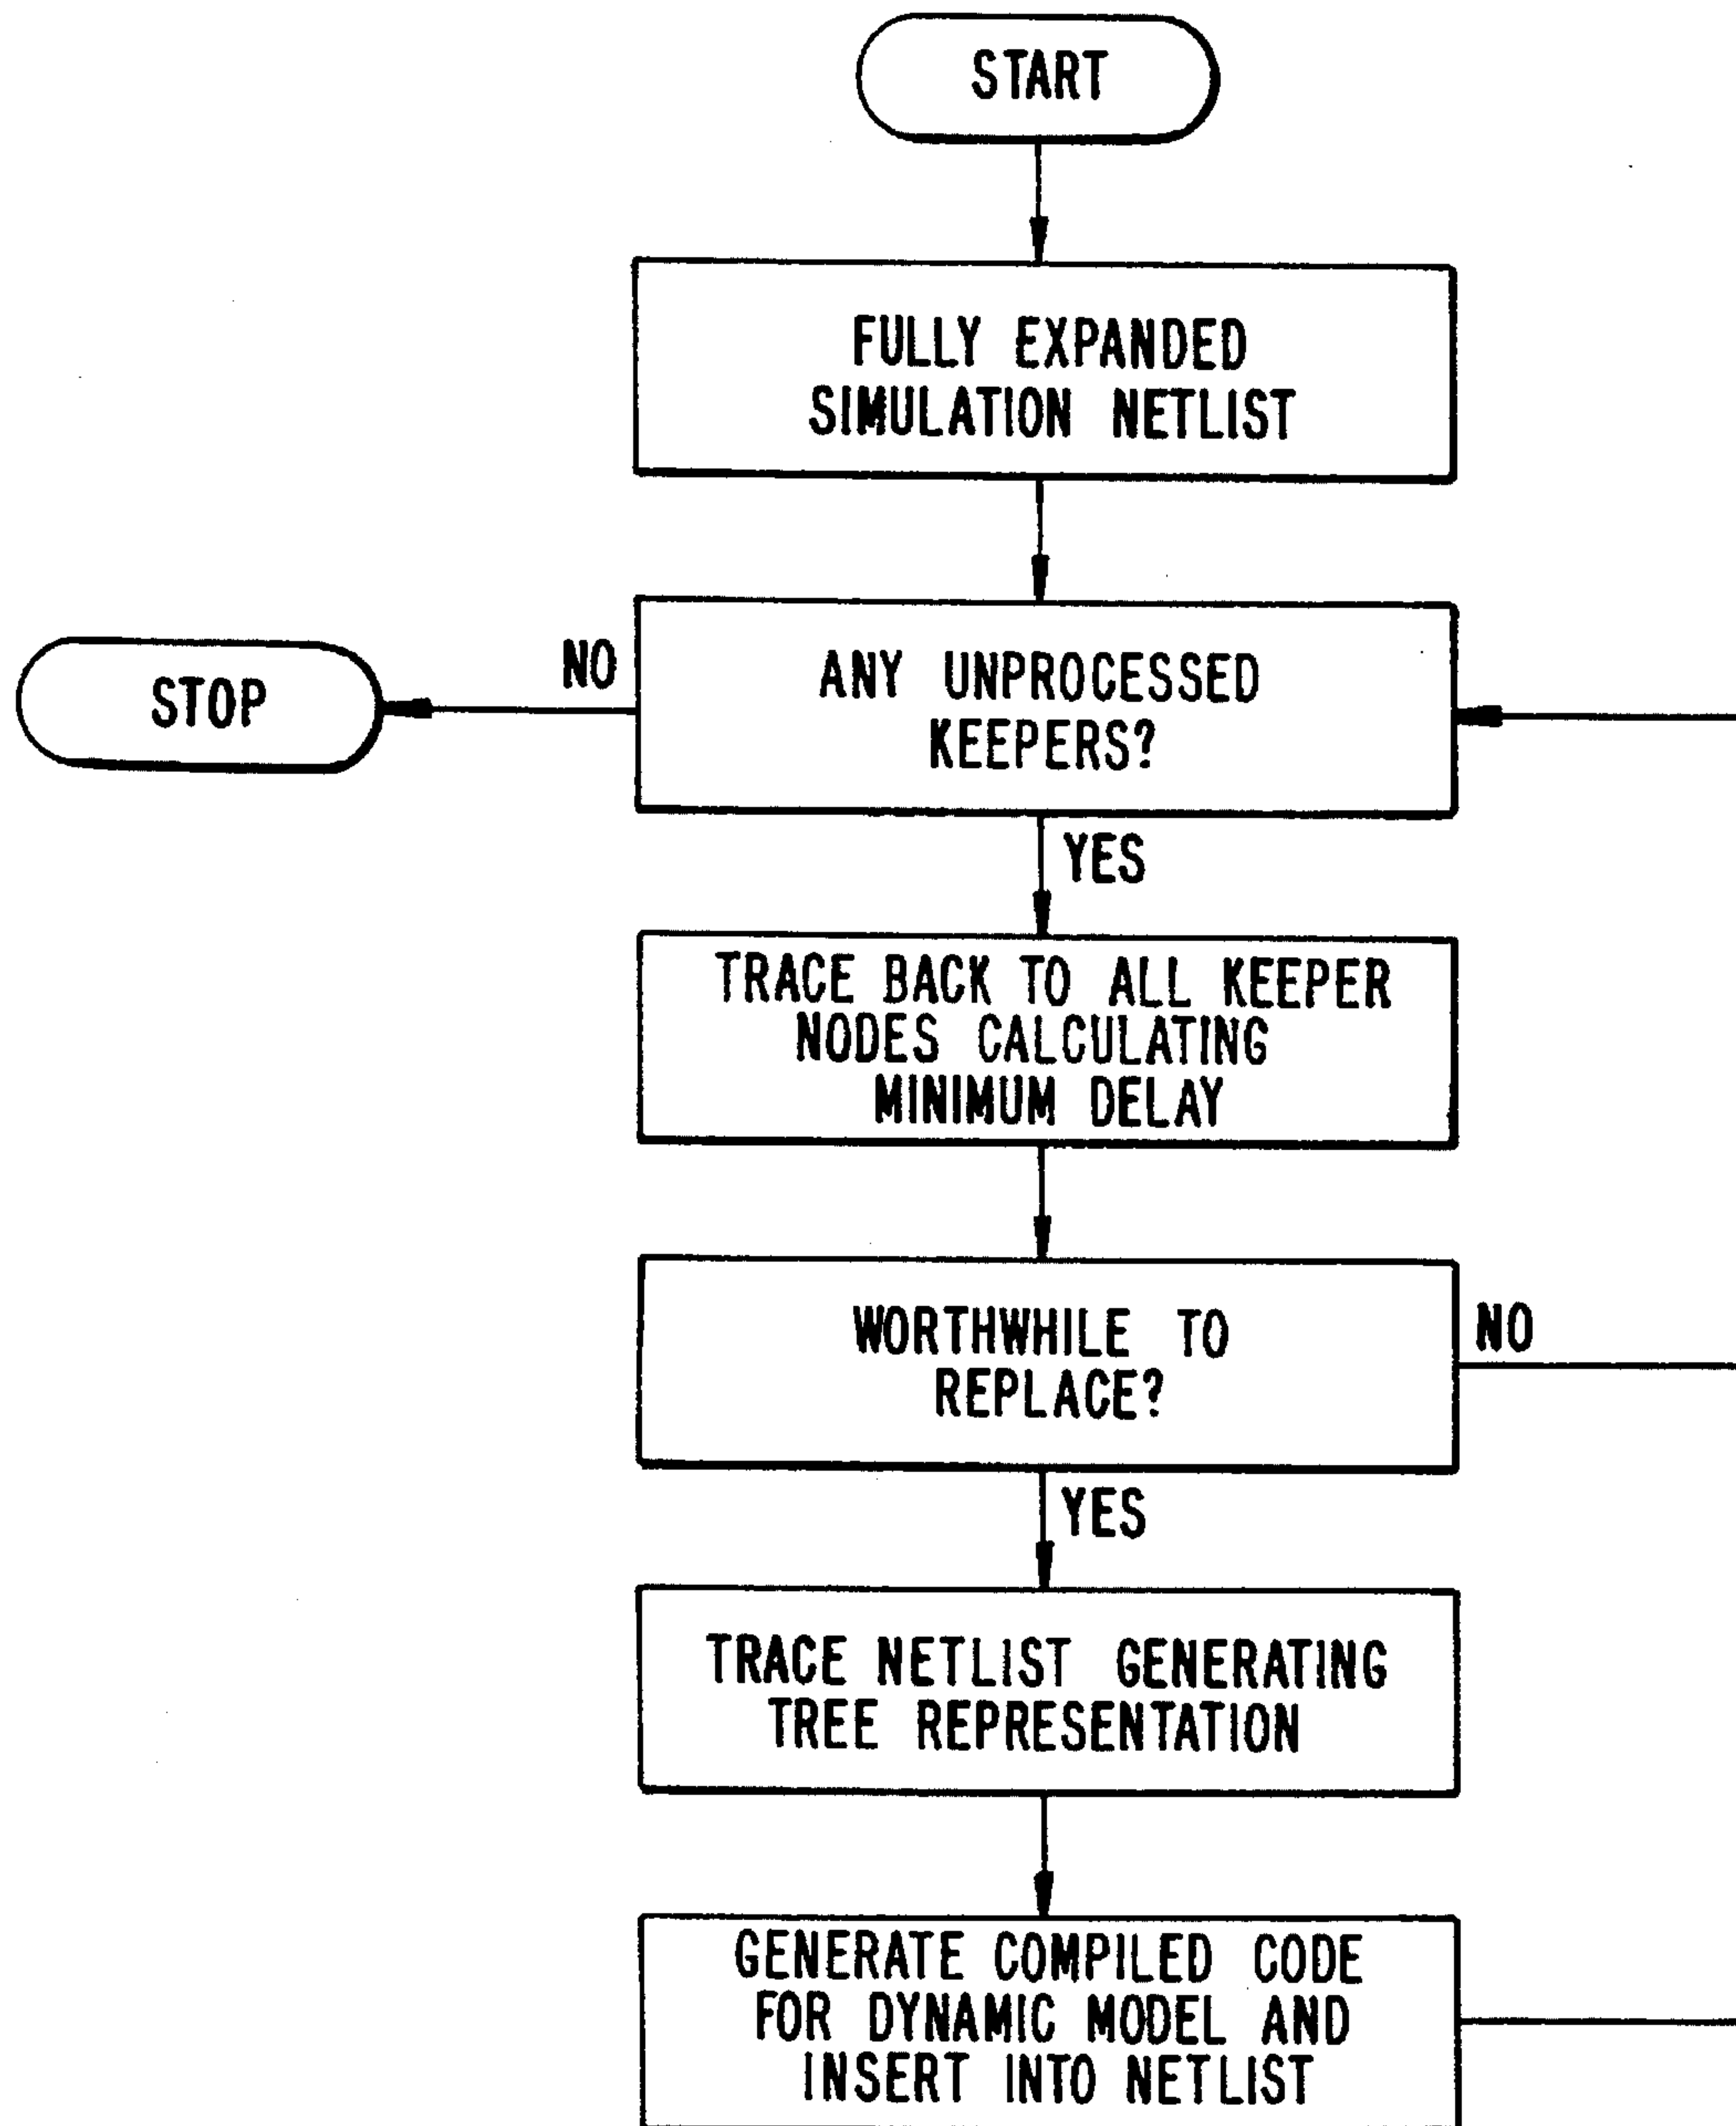 START
FULLY EXPANDED
SIMULATION NETLIST
NO
STOP
ANY UNPROCESSED
KEEPERS?
YES
TRACE BACK TO ALL KEEPER
NODES CALCULATING
MINIMUM DELAY
WORTHWHILE TO
REPLACE?
NO
YES
TRACE NETLIST GENERATING
TREE REPRESENTATION
GENERATE COMPILED CODE
FOR DYNAMIC MODEL AND
INSERT INTO NETLIST